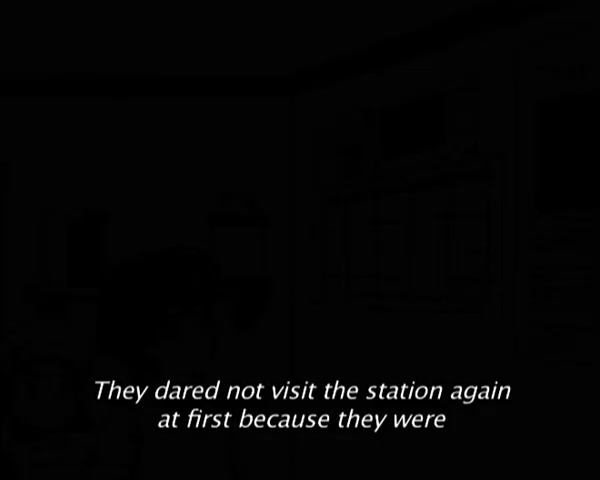 They dared not visit the station again
at first because they were